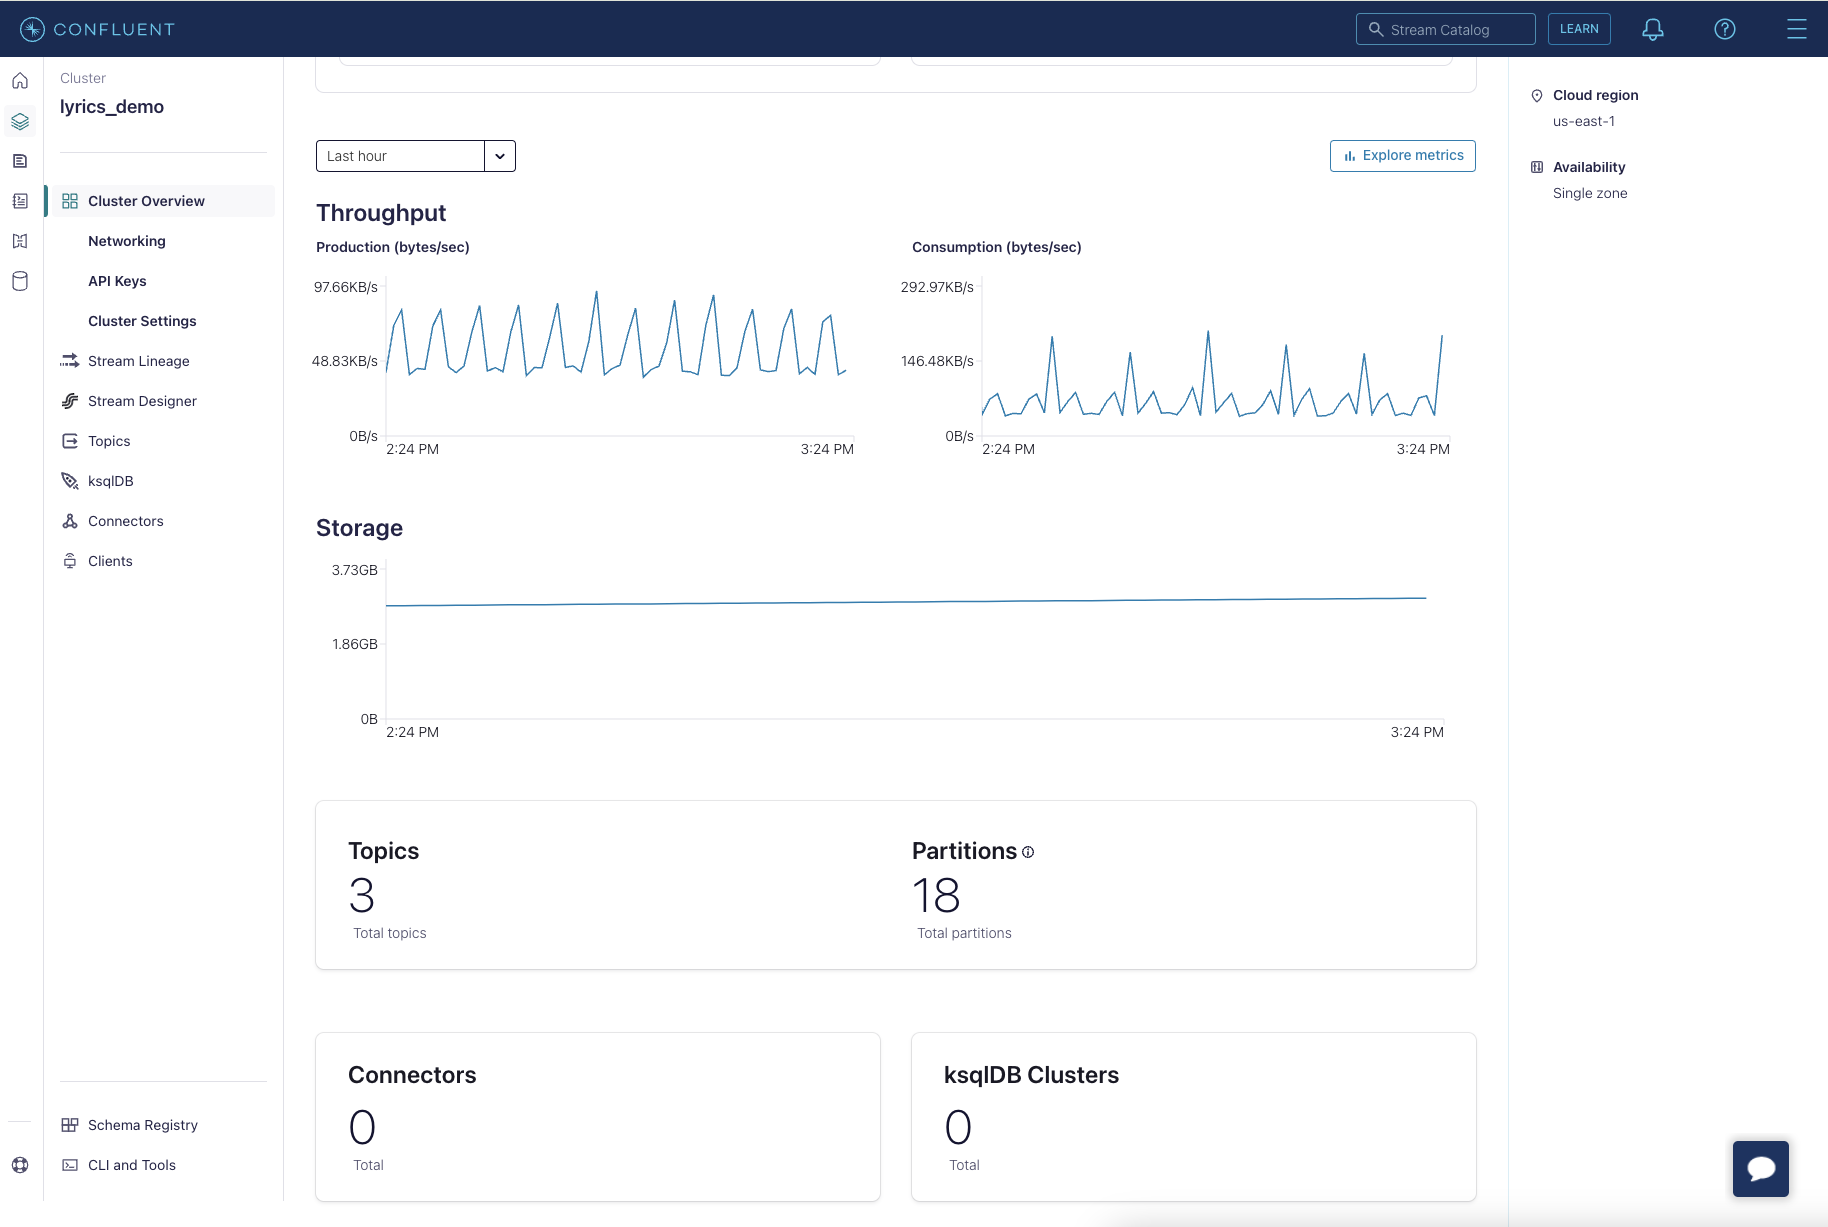 CONFLUENT
Stream Catalog
LEARN
Cluster
lyrics_demo
Cluster Overview
Networking
API Keys
Cluster Settings
Stream Lineage
Stream Designer
Topics
ksqlDB
Connectors
Clients
Schema Registry
CLI and Tools
Last hour
Explore metrics
Throughput
Production (bytes/sec)
97.66KB/s
48.83KB/s
0B/s
2:24 PM 3:24 PM
Consumption (bytes/sec)
292.97KB/s
146.48KB/s
0B/s
2:24 PM 3:24 PM
Storage
3.73GB
1.86GB
0B
2:24 PM 3:24 PM
Topics
3
Total topics
Partitions
18
Total partitions
Connectors
0
Total
ksqlDB Clusters
0
Total
Cloud region
us-east-1
Availability
Single zone